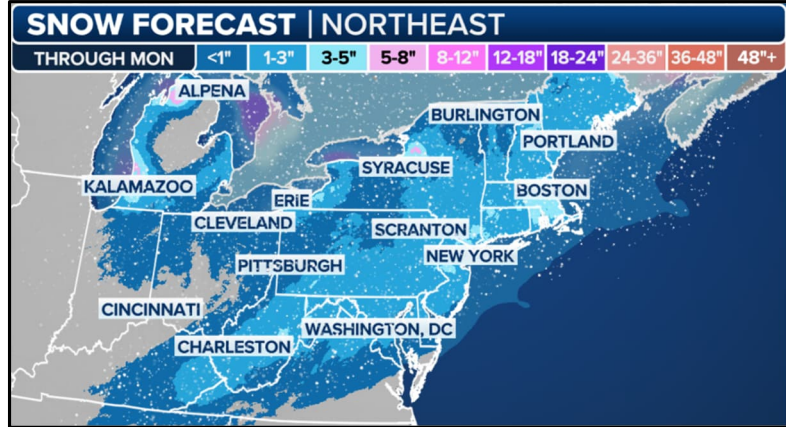 SNOW FORECAST | NORTHEAST
THROUGH MON <1" 1-3" 3-5" 5-8" 8-12" 12-18" 18-24" 24-36" 36-48" 48"+
ALPENA
BURLINGTON
PORTLAND
SYRACUSE
KALAMAZOO
BOSTON
ERIE
CLEVELAND
SCRANTON
NEW YORK
PITTSBURGH
CINCINNATI
WASHINGTON, DC
CHARLESTON